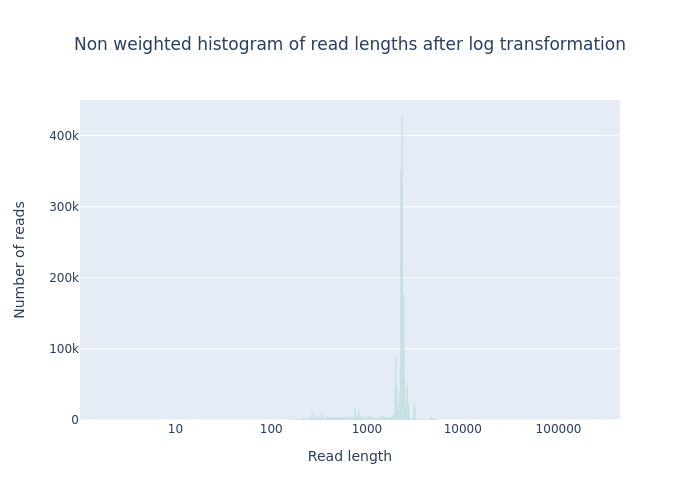 Non weighted histogram of read lengths after log transformation
400k
300k
200k
100k
0
Number of reads
10
100
1000
10000
100000
Read length